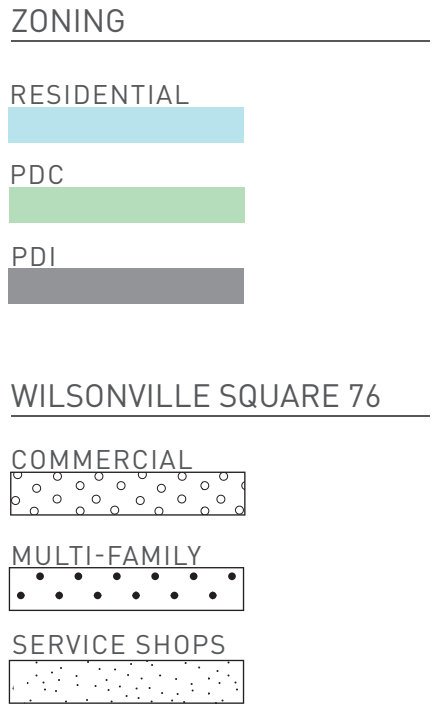 ZONING
RESIDENTIAL
PDC
PDI
WILSONVILLE SQUARE 76
COMMERCIAL
MULTI-FAMILY
SERVICE SHOPS